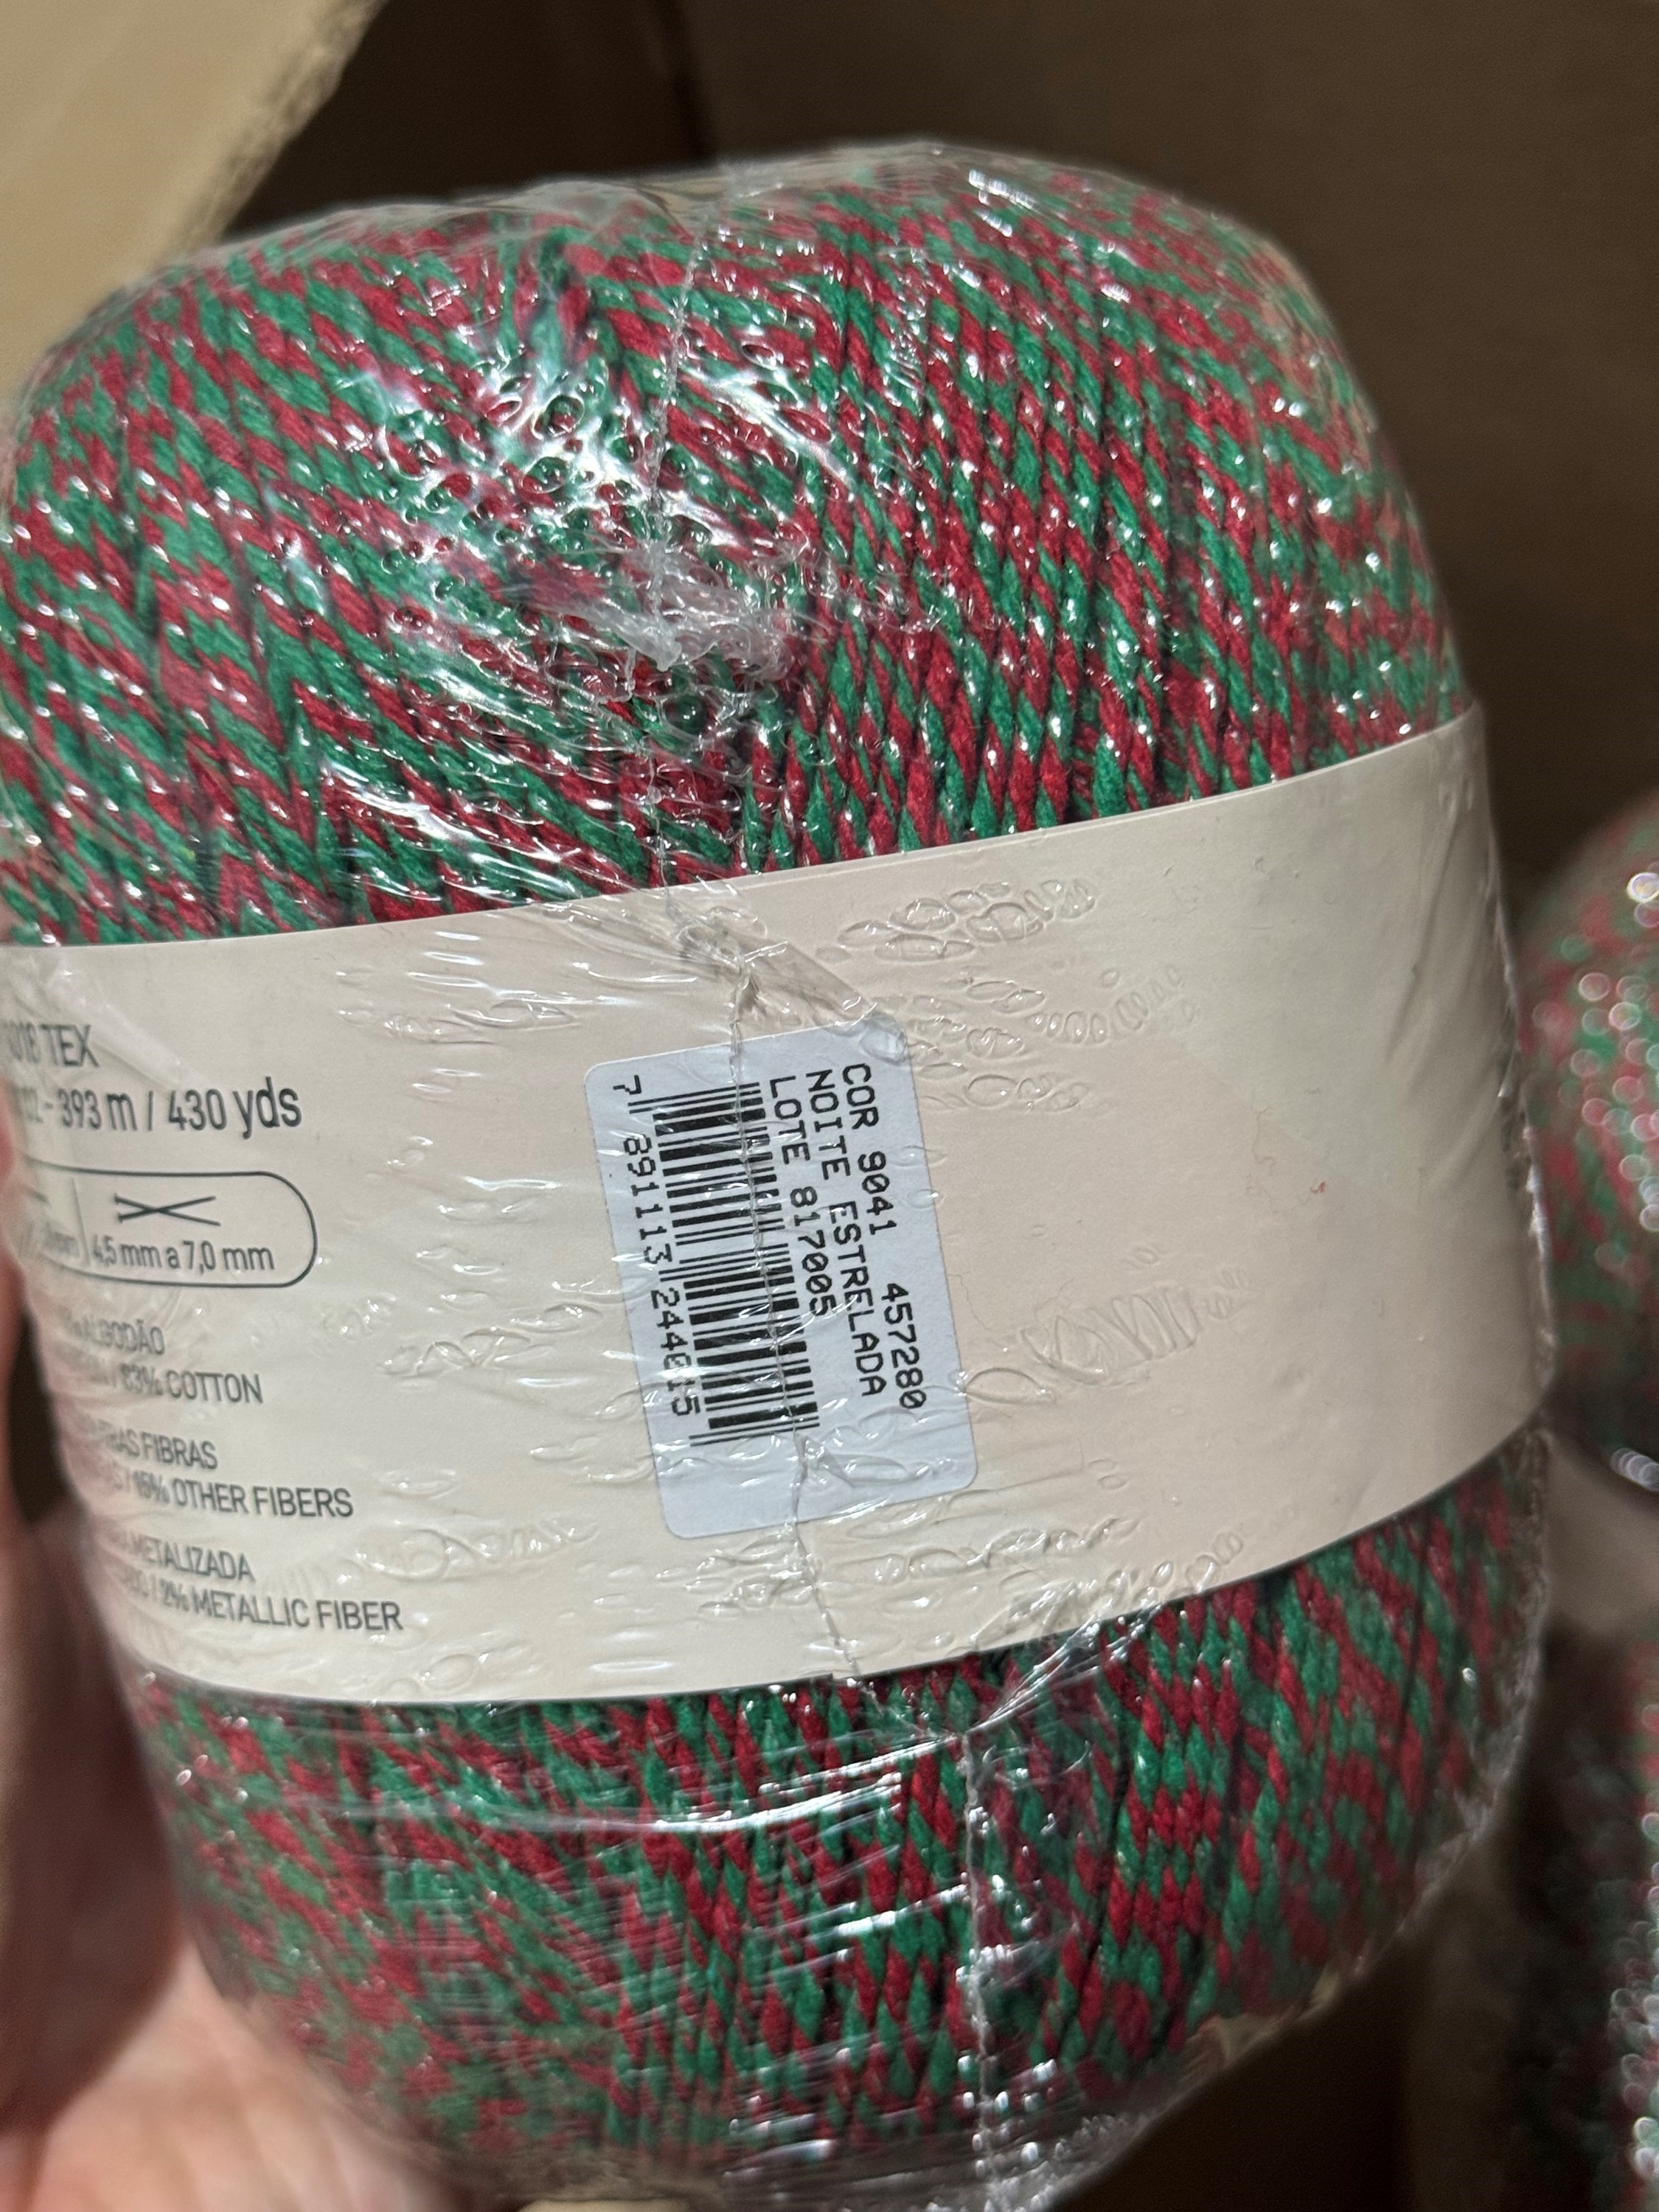 TEX
393 m / 430 yds
4,5 mm a 7,0 mm
ALGODÃO
83% COTTON
FIBRAS
15% OTHER FIBERS
METALIZADA
2% METALLIC FIBER
COR 9041 457280
NOITE ESTRELADA
LOTE 817005
7 891113 244015